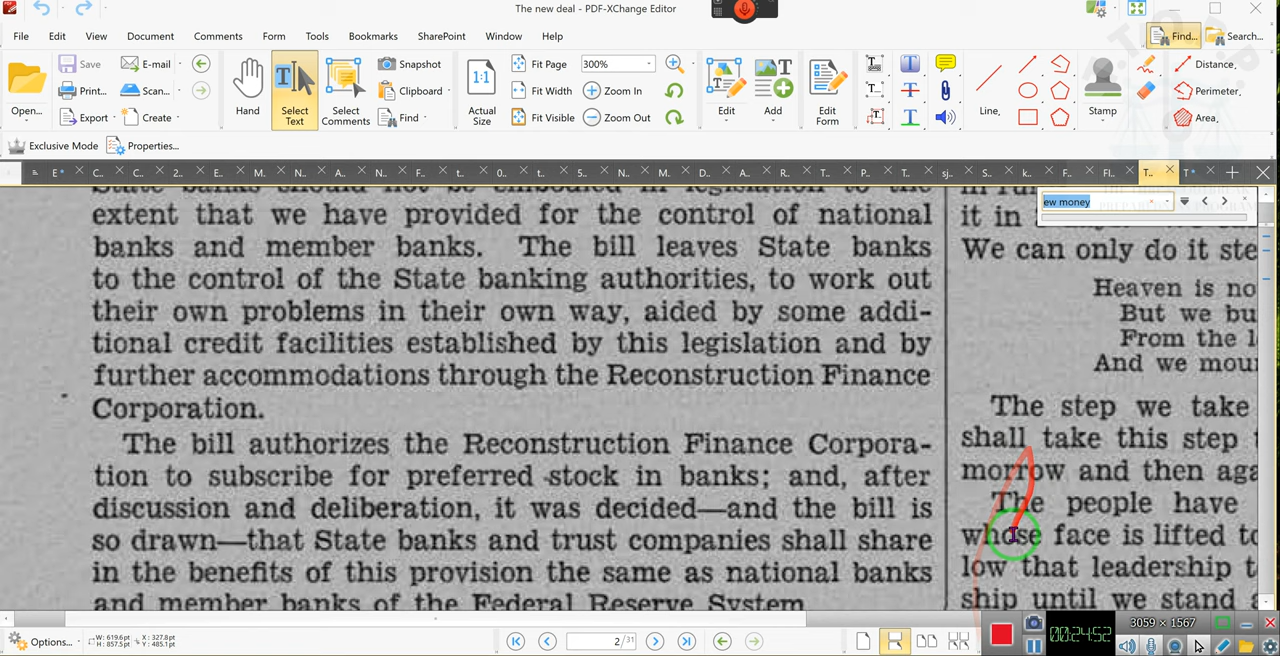 The new deal - PDF-XChange Editor
File Edit View Document Comments Form Tools Bookmarks SharePoint Window Help
Find... Search...
Open... Save Print... Export E-mail Scan... Create
Hand Select Text Select Comments Snapshot Clipboard Find
1:1 Actual Size Fit Page Fit Width Fit Visible 300% Zoom In Zoom Out
Edit Add Edit Form Line, Stamp Distance, Perimeter, Area,
Exclusive Mode Properties...
ew money
extent that we have provided for the control of national
banks and member banks. The bill leaves State banks
to the control of the State banking authorities, to work out
their own problems in their own way, aided by some addi-
tional credit facilities established by this legislation and by
further accommodations through the Reconstruction Finance
Corporation.
The bill authorizes the Reconstruction Finance Corpora-
tion to subscribe for preferred stock in banks; and, after
discussion and deliberation, it was decided—and the bill is
so drawn—that State banks and trust companies shall share
in the benefits of this provision the same as national banks
and member banks of the Federal Reserve System
it in
We can only do it ste
Heaven is no
But we bu
From the l
And we mou
The step we take
shall take this step t
morrow and then aga
The people have
whose face is lifted to
low that leadership t
ship until we stand a
Options... W: 619.6pt H: 857.5pt X: 327.8pt Y: 485.1pt
2 / 31
00:24:52
3059 × 1567